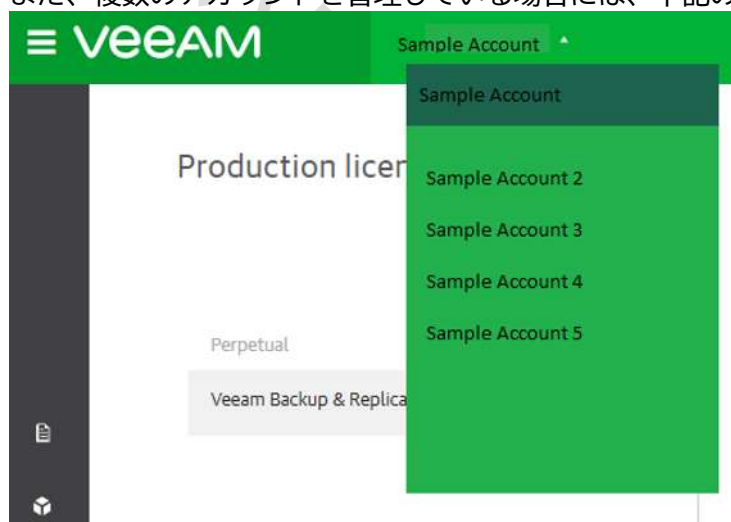 また、複数のアカウントを管理している場合には、下記の
veeAM
Sample Account
Sample Account
Production licen
Sample Account 2
Sample Account 3
Sample Account 4
Sample Account 5
Perpetual
Veeam Backup & Replica